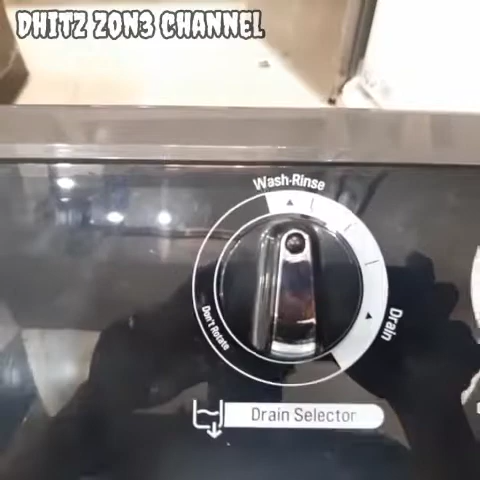 DHITZ ZON3 CHANNEL
Wash·Rinse
Drain
Don't Rotate
Drain Selector